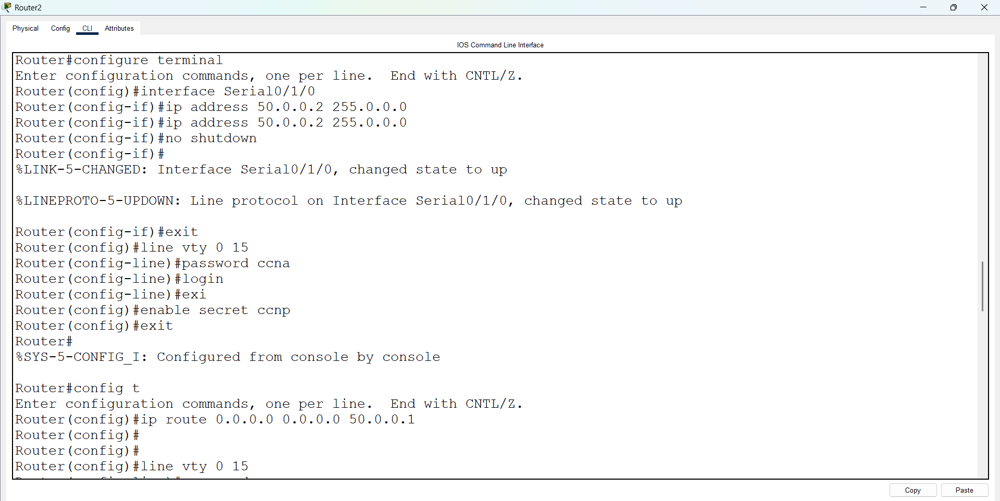 Router2
Physical Config CLI Attributes
IOS Command Line Interface
Router#configure terminal
Enter configuration commands, one per line.  End with CNTL/Z.
Router(config)#interface Serial0/1/0
Router(config-if)#ip address 50.0.0.2 255.0.0.0
Router(config-if)#ip address 50.0.0.2 255.0.0.0
Router(config-if)#no shutdown
Router(config-if)#
%LINK-5-CHANGED: Interface Serial0/1/0, changed state to up
%LINEPROTO-5-UPDOWN: Line protocol on Interface Serial0/1/0, changed state to up
Router(config-if)#exit
Router(config)#line vty 0 15
Router(config-line)#password ccna
Router(config-line)#login
Router(config-line)#exi
Router(config)#enable secret ccnp
Router(config)#exit
Router#
%SYS-5-CONFIG_I: Configured from console by console
Router#config t
Enter configuration commands, one per line.  End with CNTL/Z.
Router(config)#ip route 0.0.0.0 0.0.0.0 50.0.0.1
Router(config)#
Router(config)#
Router(config)#line vty 0 15
Copy Paste